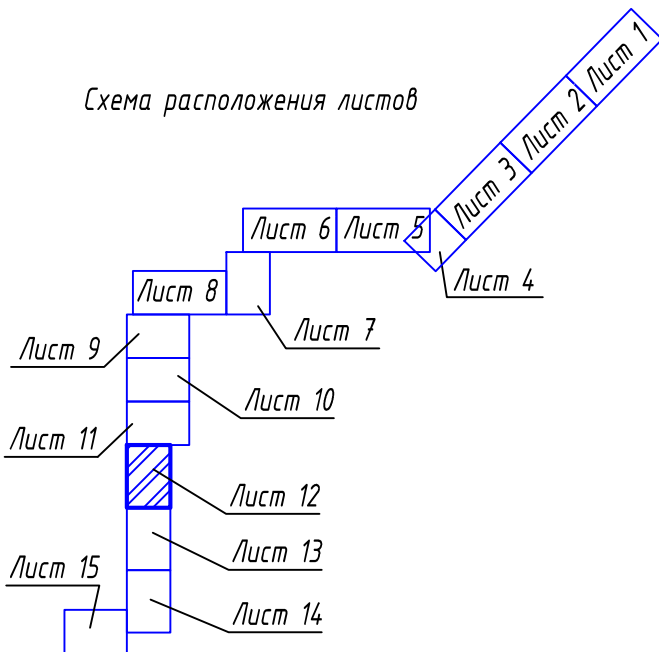 Лист 1
Лист 2
Схема расположения листов
Лист 3
Лист 6
Лист 5
Лист 4
Лист 8
Лист 7
Лист 9
Лист 10
Лист 11
Лист 12
Лист 13
Лист 15
Лист 14